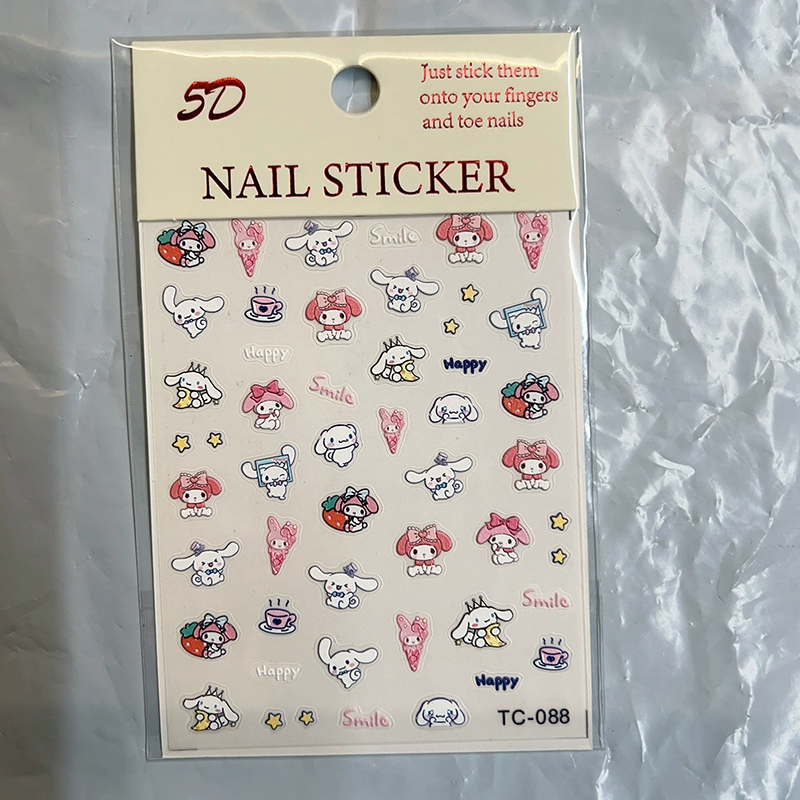 5D
Just stick them
onto your fingers
and toe nails
NAIL STICKER
Smile
Happy
Happy
Smile
Smile
Happy
Happy
Smile
TC-088